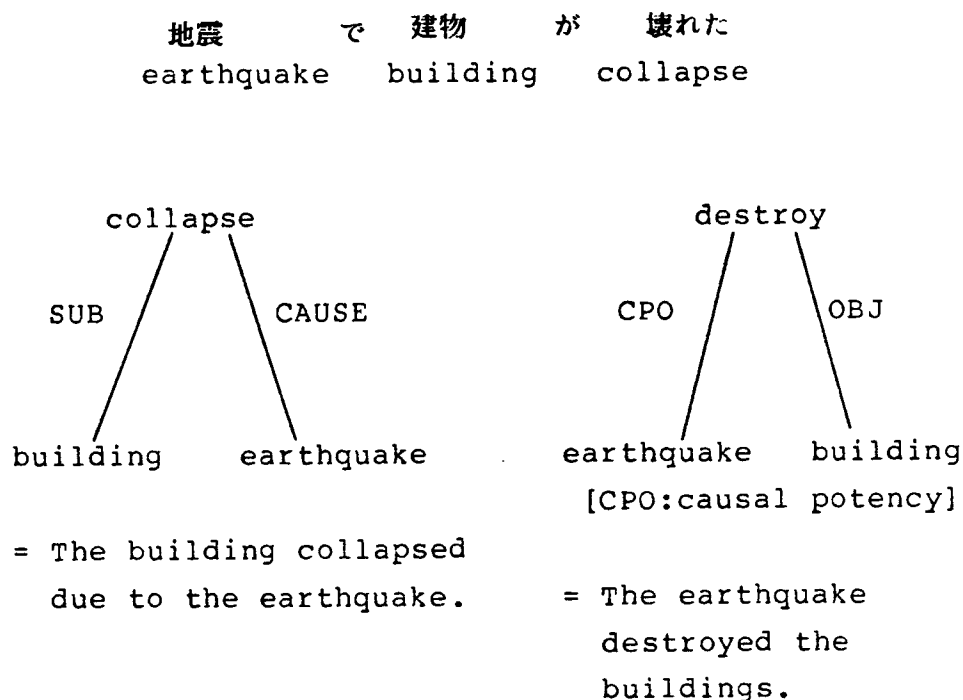 地震 で 建物 が 壊れた
earthquake building collapse
collapse destroy
SUB CAUSE CPO OBJ
building earthquake earthquake building
[CPO:causal potency]
= The building collapsed
due to the earthquake.
= The earthquake
destroyed the
buildings.